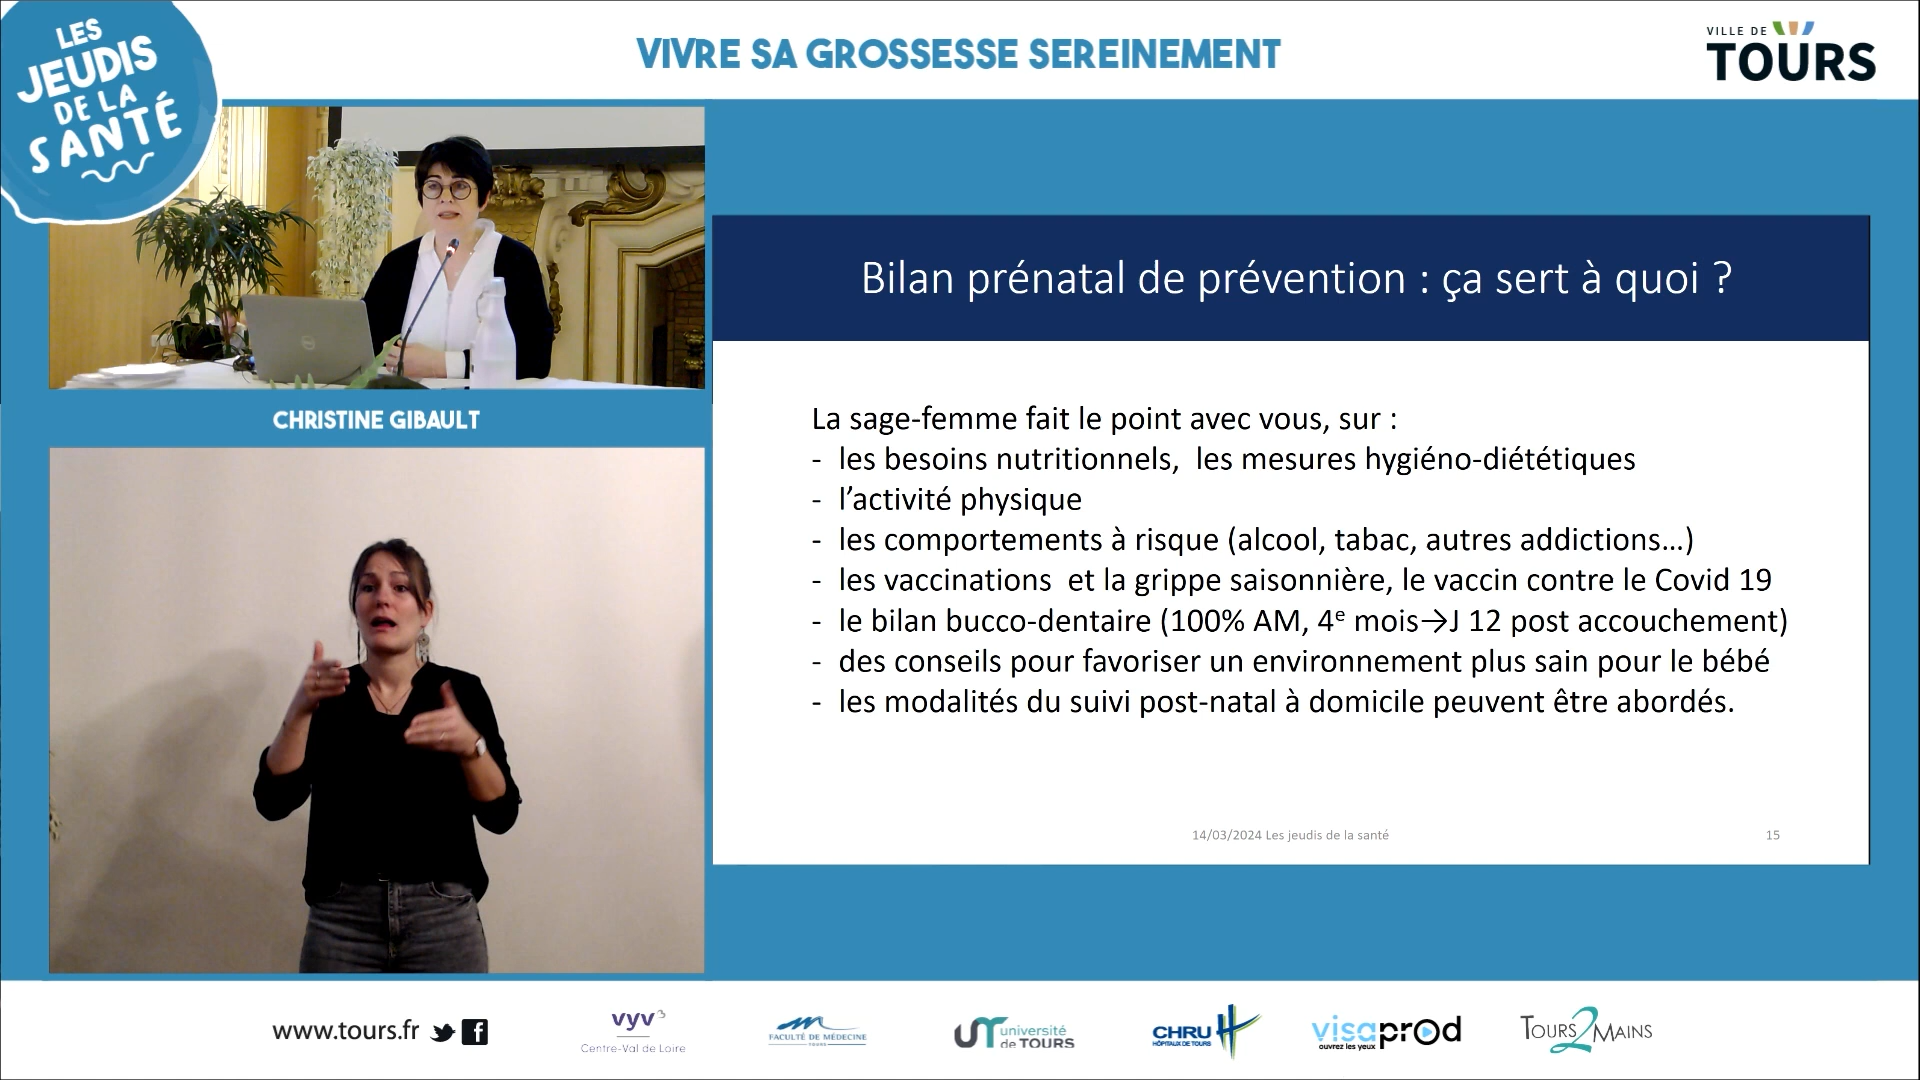 LES
JEUDIS
DE LA
SANTÉ
VIVRE SA GROSSESSE SEREINEMENT
VILLE DE
TOURS
CHRISTINE GIBAULT
Bilan prénatal de prévention : ça sert à quoi ?
La sage-femme fait le point avec vous, sur :
- les besoins nutritionnels,  les mesures hygiéno-diététiques
- l’activité physique
- les comportements à risque (alcool, tabac, autres addictions…)
- les vaccinations  et la grippe saisonnière, le vaccin contre le Covid 19
- le bilan bucco-dentaire (100% AM, 4e mois→J 12 post accouchement)
- des conseils pour favoriser un environnement plus sain pour le bébé
- les modalités du suivi post-natal à domicile peuvent être abordés.
14/03/2024 Les jeudis de la santé
15
www.tours.fr
vyv3
Centre-Val de Loire
FACULTÉ DE MÉDECINE
TOURS
UT université
de TOURS
CHRU
HÔPITAUX DE TOURS
visaprod
ouvrez les yeux
TOURS 2 MAINS